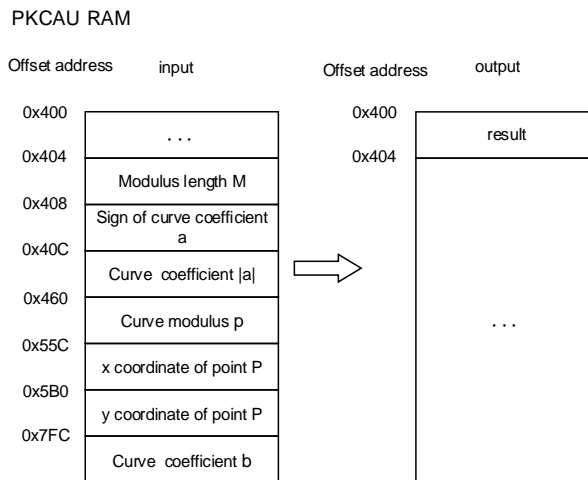 PKCAU RAM
Offset address input Offset address output
0x400 0x400
. . . result
0x404 0x404
Modulus length M
0x408
Sign of curve coefficient
a
0x40C
Curve coefficient |a|
0x460
Curve modulus p . . .
0x55C
x coordinate of point P
0x5B0
y coordinate of point P
0x7FC
Curve coefficient b